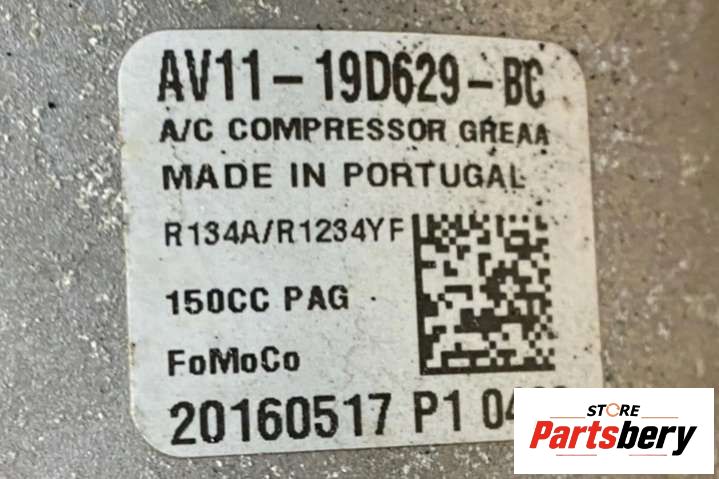 AV11-19D629-BC
A/C COMPRESSOR GREAA
MADE IN PORTUGAL
R134A/R1234YF
150CC PAG
FoMoCo
20160517 P1
STORE
Partsbery